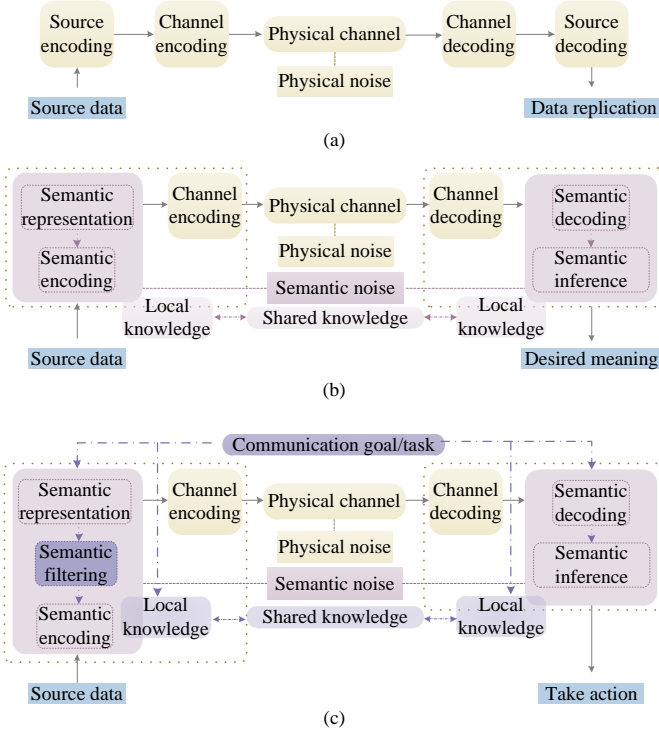 Source
encoding
Channel
encoding
Physical channel
Channel
decoding
Source
decoding
Physical noise
Source data
Data replication
(a)
Semantic
representation
Semantic
encoding
Channel
encoding
Physical channel
Physical noise
Channel
decoding
Semantic
decoding
Semantic
inference
Semantic noise
Local
knowledge
Shared knowledge
Local
knowledge
Source data
Desired meaning
(b)
Communication goal/task
Semantic
representation
Semantic
filtering
Semantic
encoding
Channel
encoding
Physical channel
Physical noise
Channel
decoding
Semantic
decoding
Semantic
inference
Semantic noise
Local
knowledge
Shared knowledge
Local
knowledge
Source data
Take action
(c)